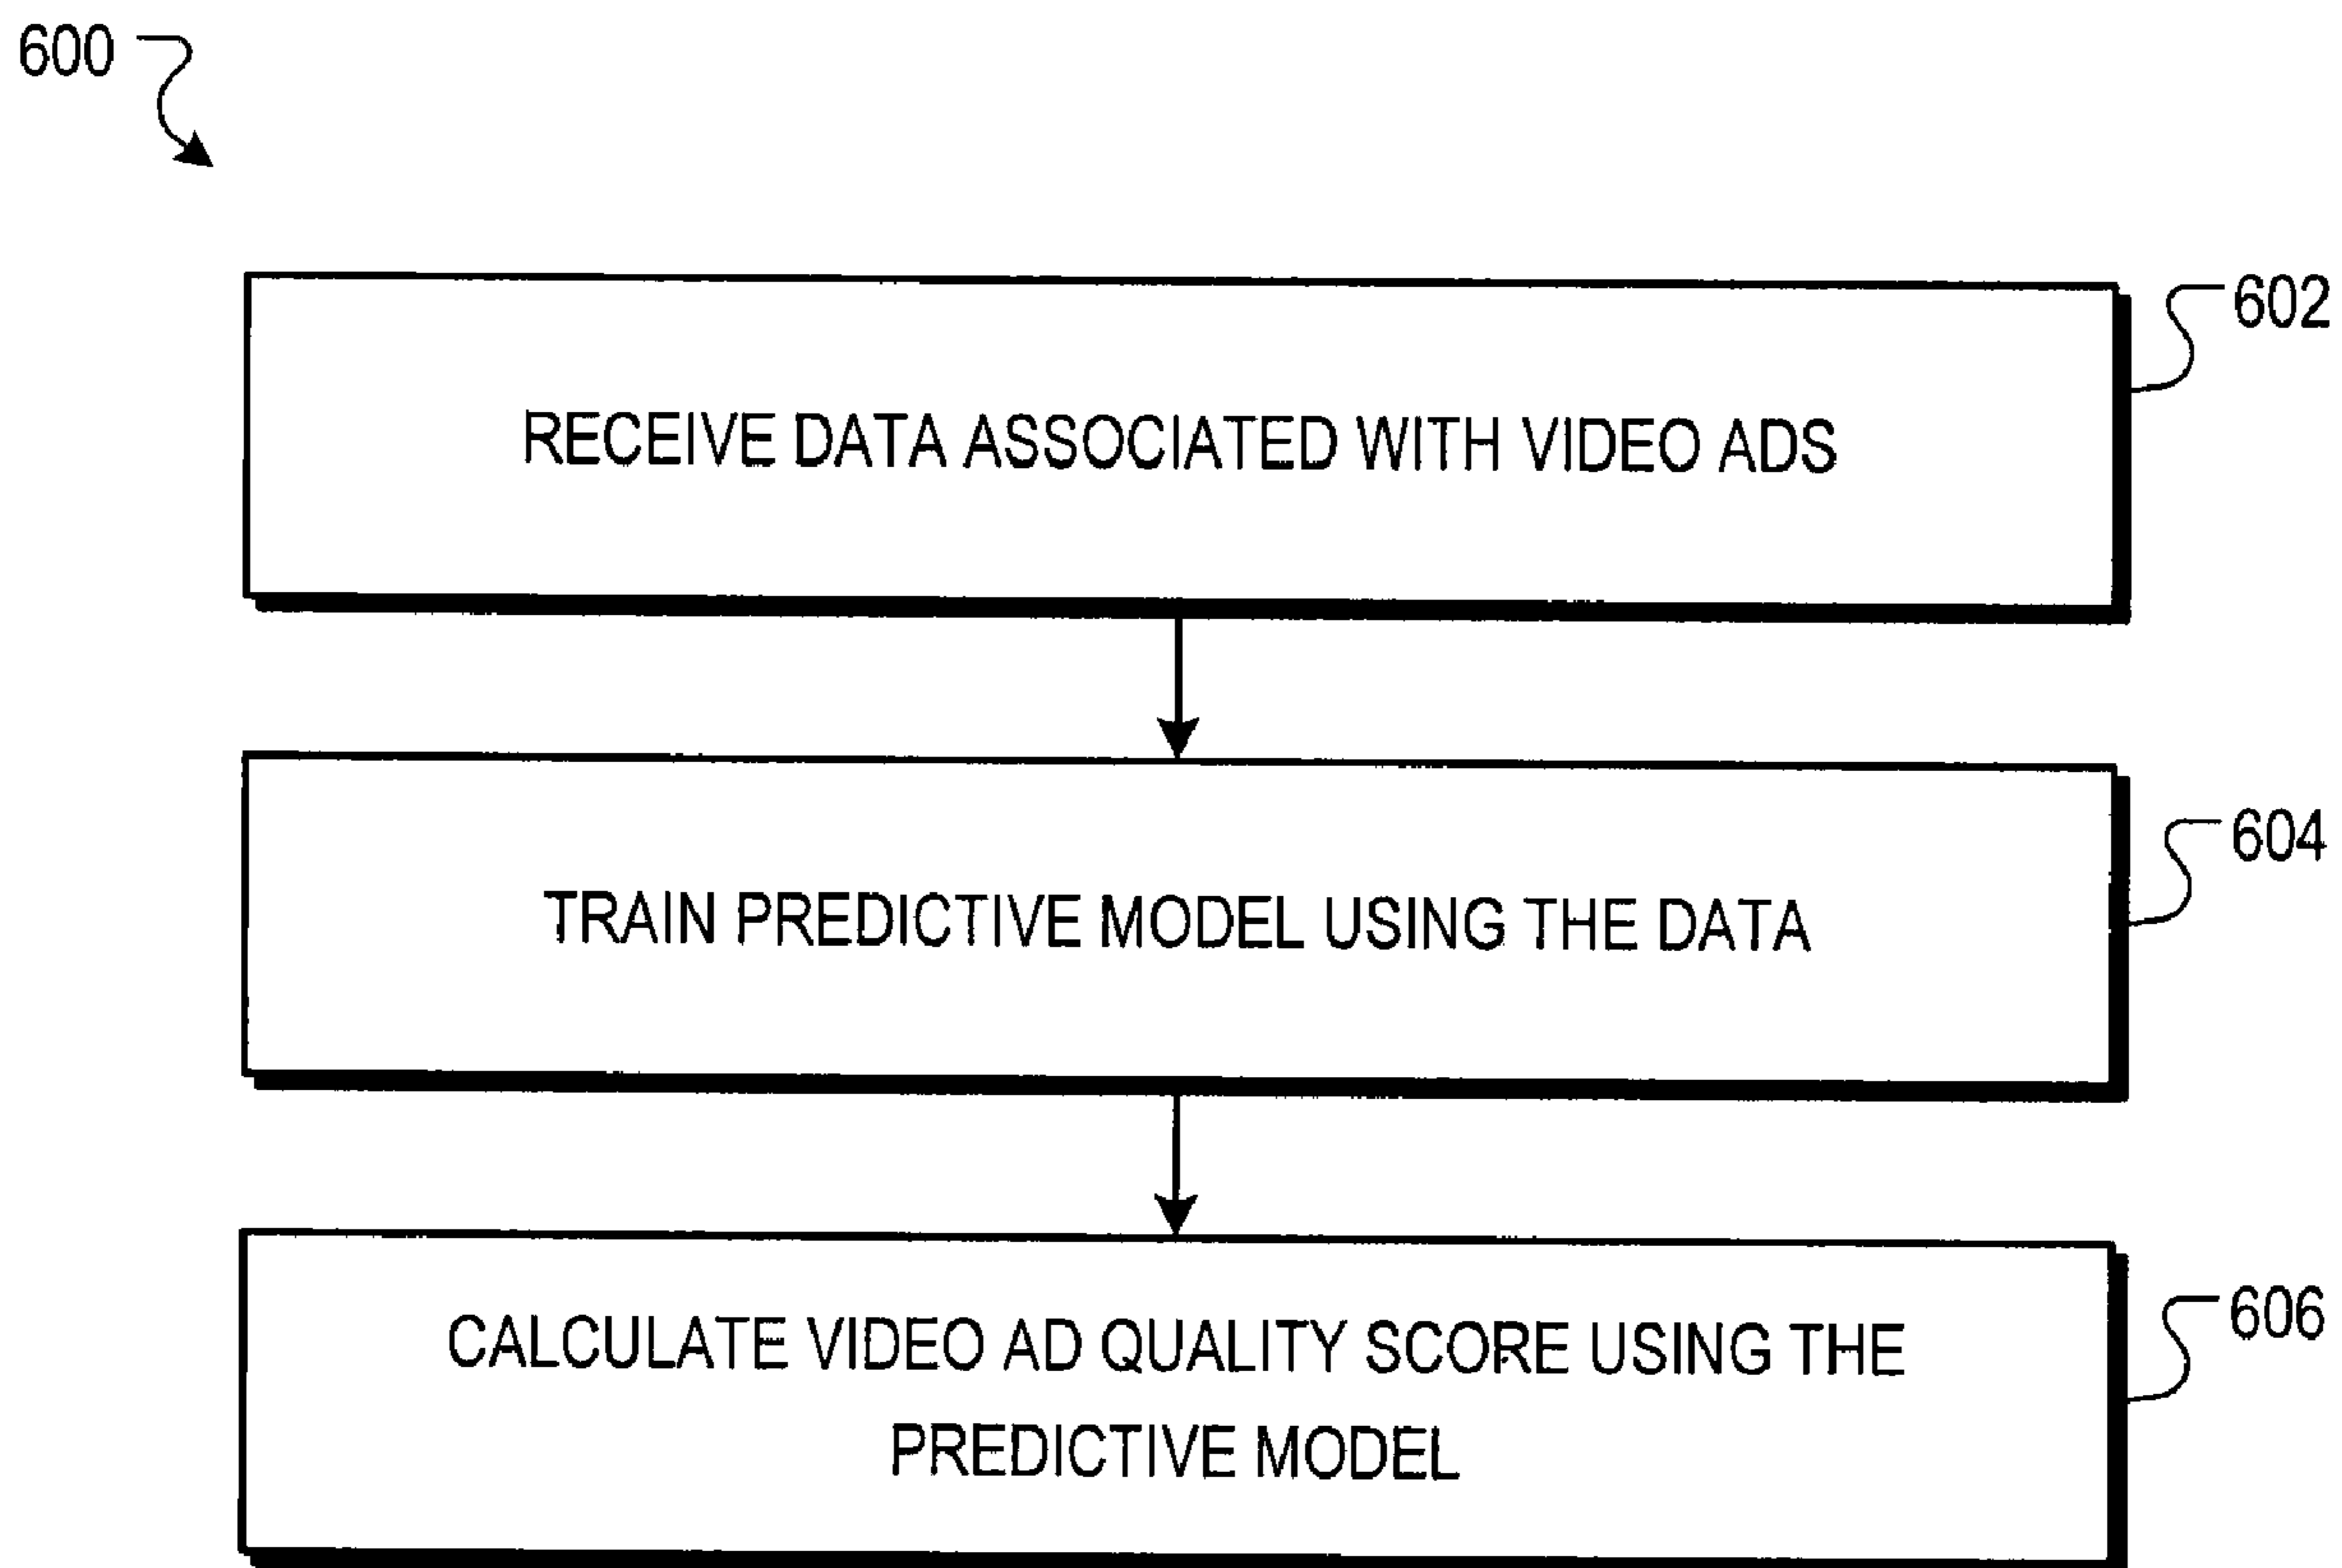 600
602
RECEIVE DATA ASSOCIATED WITH VIDEO ADS
604
TRAIN PREDICTIVE MODEL USING THE DATA
606
CALCULATE VIDEO AD QUALITY SCORE USING THE
PREDICTIVE MODEL